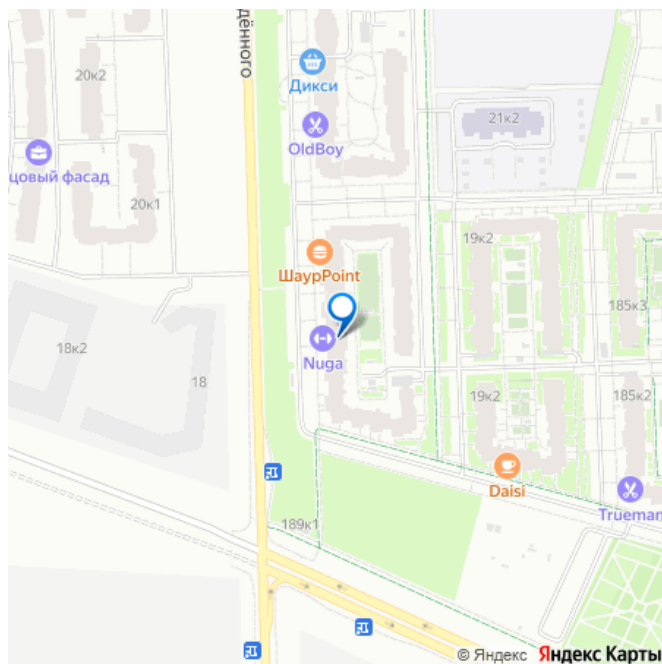 дённого
20к2
Дикси
21к2
OldBoy
цовый фасад
20к1
19к2
ШаурPoint
185к3
18к2
Nuga
18
19к2
185к2
Daisi
Trueman
189к1
© Яндекс Яндекс Карты